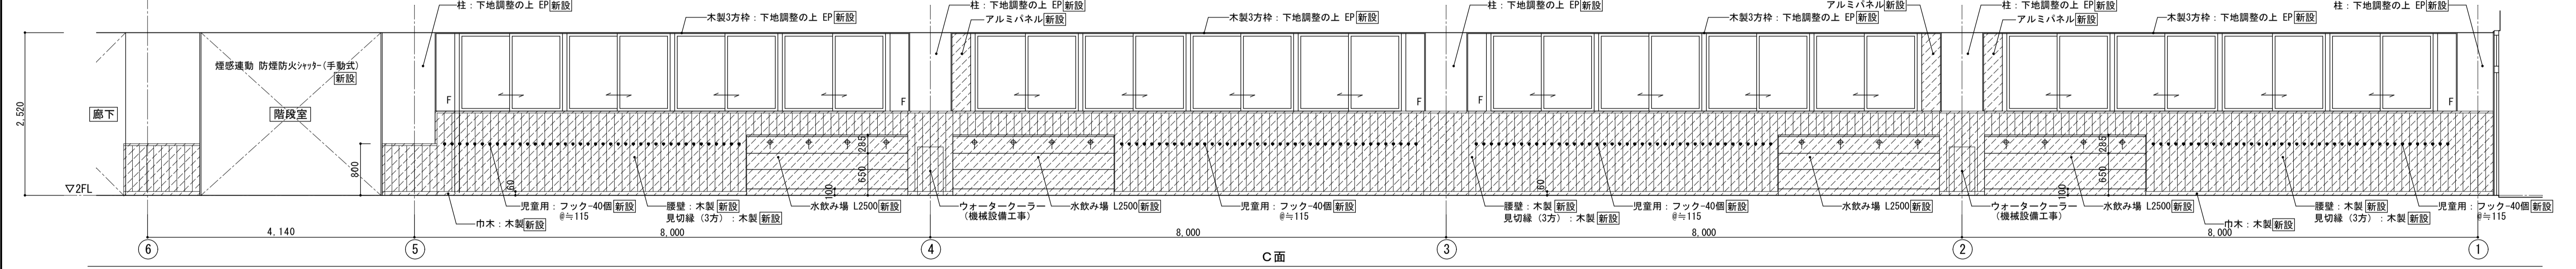 柱：下地調整の上 EP 新設
木製3方枠：下地調整の上 EP 新設
柱：下地調整の上 EP 新設
アルミパネル 新設
木製3方枠：下地調整の上 EP 新設
柱：下地調整の上 EP 新設
木製3方枠：下地調整の上 EP 新設
アルミパネル 新設
柱：下地調整の上 EP 新設
アルミパネル 新設
木製3方枠：下地調整の上 EP 新設
柱：下地調整の上 EP 新設
煙感連動 防煙防火シャッター(手動式)
新設
2,520
廊下
階段室
F
F
F
F
F
800
60
100
650
285
60
100
650
285
▽2FL
児童用：フック-40個 新設
@≒115
腰壁：木製 新設
見切縁（3方）：木製 新設
水飲み場 L2500 新設
ウォータークーラー
（機械設備工事）
水飲み場 L2500 新設
児童用：フック-40個 新設
@≒115
腰壁：木製 新設
見切縁（3方）：木製 新設
児童用：フック-40個 新設
@≒115
水飲み場 L2500 新設
ウォータークーラー
（機械設備工事）
水飲み場 L2500 新設
腰壁：木製 新設
見切縁（3方）：木製 新設
児童用：フック-40個 新設
@≒115
巾木：木製 新設
巾木：木製 新設
4,140
8,000
8,000
8,000
8,000
6
5
4
3
2
1
C面